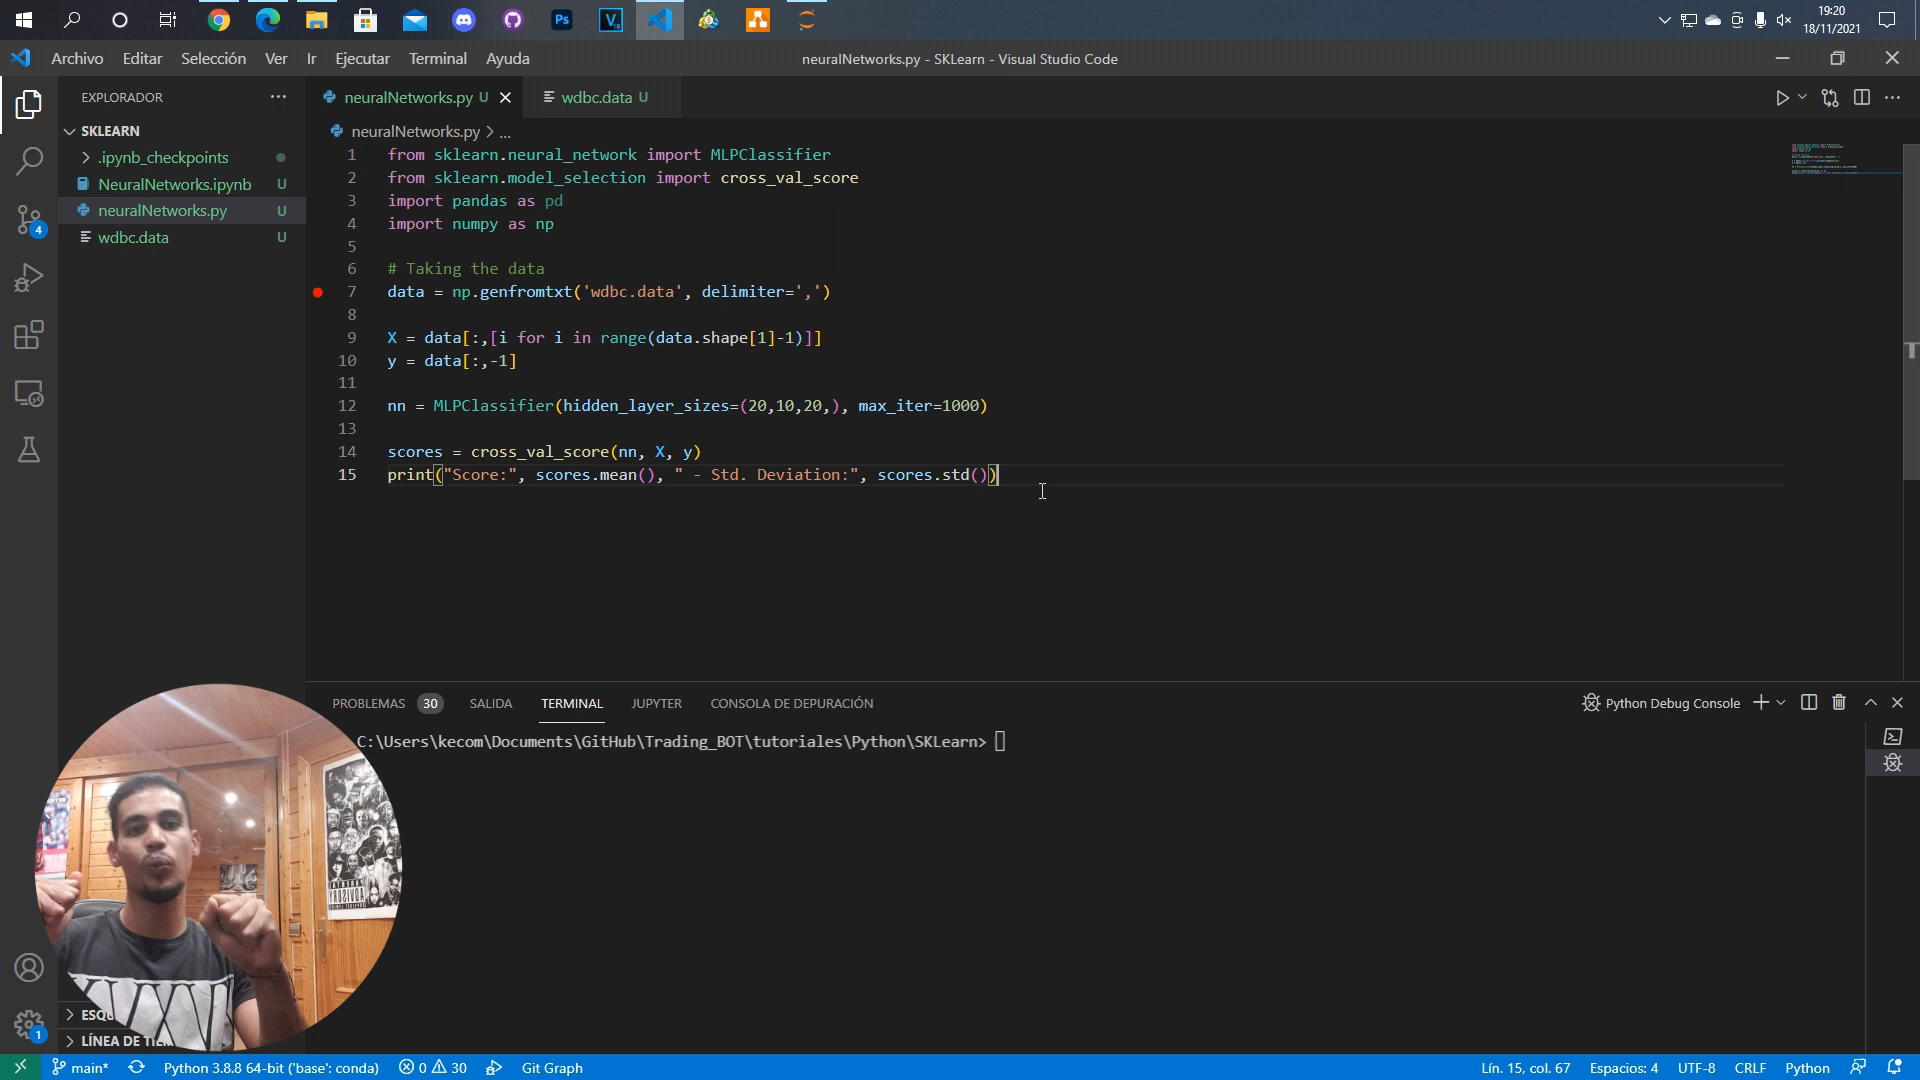 19:20
18/11/2021
Archivo Editar Selección Ver Ir Ejecutar Terminal Ayuda
neuralNetworks.py - SKLearn - Visual Studio Code
EXPLORADOR
neuralNetworks.py U
wdbc.data U
SKLEARN
.ipynb_checkpoints
NeuralNetworks.ipynb U
neuralNetworks.py U
wdbc.data U
4
neuralNetworks.py > ...
1 from sklearn.neural_network import MLPClassifier
2 from sklearn.model_selection import cross_val_score
3 import pandas as pd
4 import numpy as np
5
6 # Taking the data
7 data = np.genfromtxt('wdbc.data', delimiter=',')
8
9 X = data[:,[i for i in range(data.shape[1]-1)]]
10 y = data[:,-1]
11
12 nn = MLPClassifier(hidden_layer_sizes=(20,10,20,), max_iter=1000)
13
14 scores = cross_val_score(nn, X, y)
15 print("Score:", scores.mean(), " - Std. Deviation:", scores.std())
PROBLEMAS 30 SALIDA TERMINAL JUPYTER CONSOLA DE DEPURACIÓN
Python Debug Console
C:\Users\kecom\Documents\GitHub\Trading_BOT\tutoriales\Python\SKLearn>
ADVISORY
LÍNEA DE
1
main* Python 3.8.8 64-bit ('base': conda) 0 30 Git Graph
Lín. 15, col. 67 Espacios: 4 UTF-8 CRLF Python